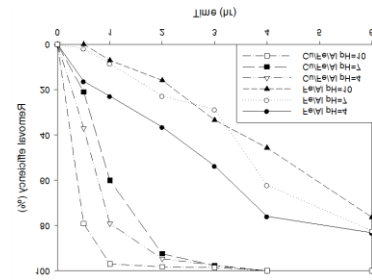 Time (hr)
0 1 2 3 4 5 6
Removal efficiency (%)
0
20
40
60
80
100
Cu/Fe/Al pH=10
Cu/Fe/Al pH=7
Cu/Fe/Al pH=4
Fe/Al pH=10
Fe/Al pH=7
Fe/Al pH=4